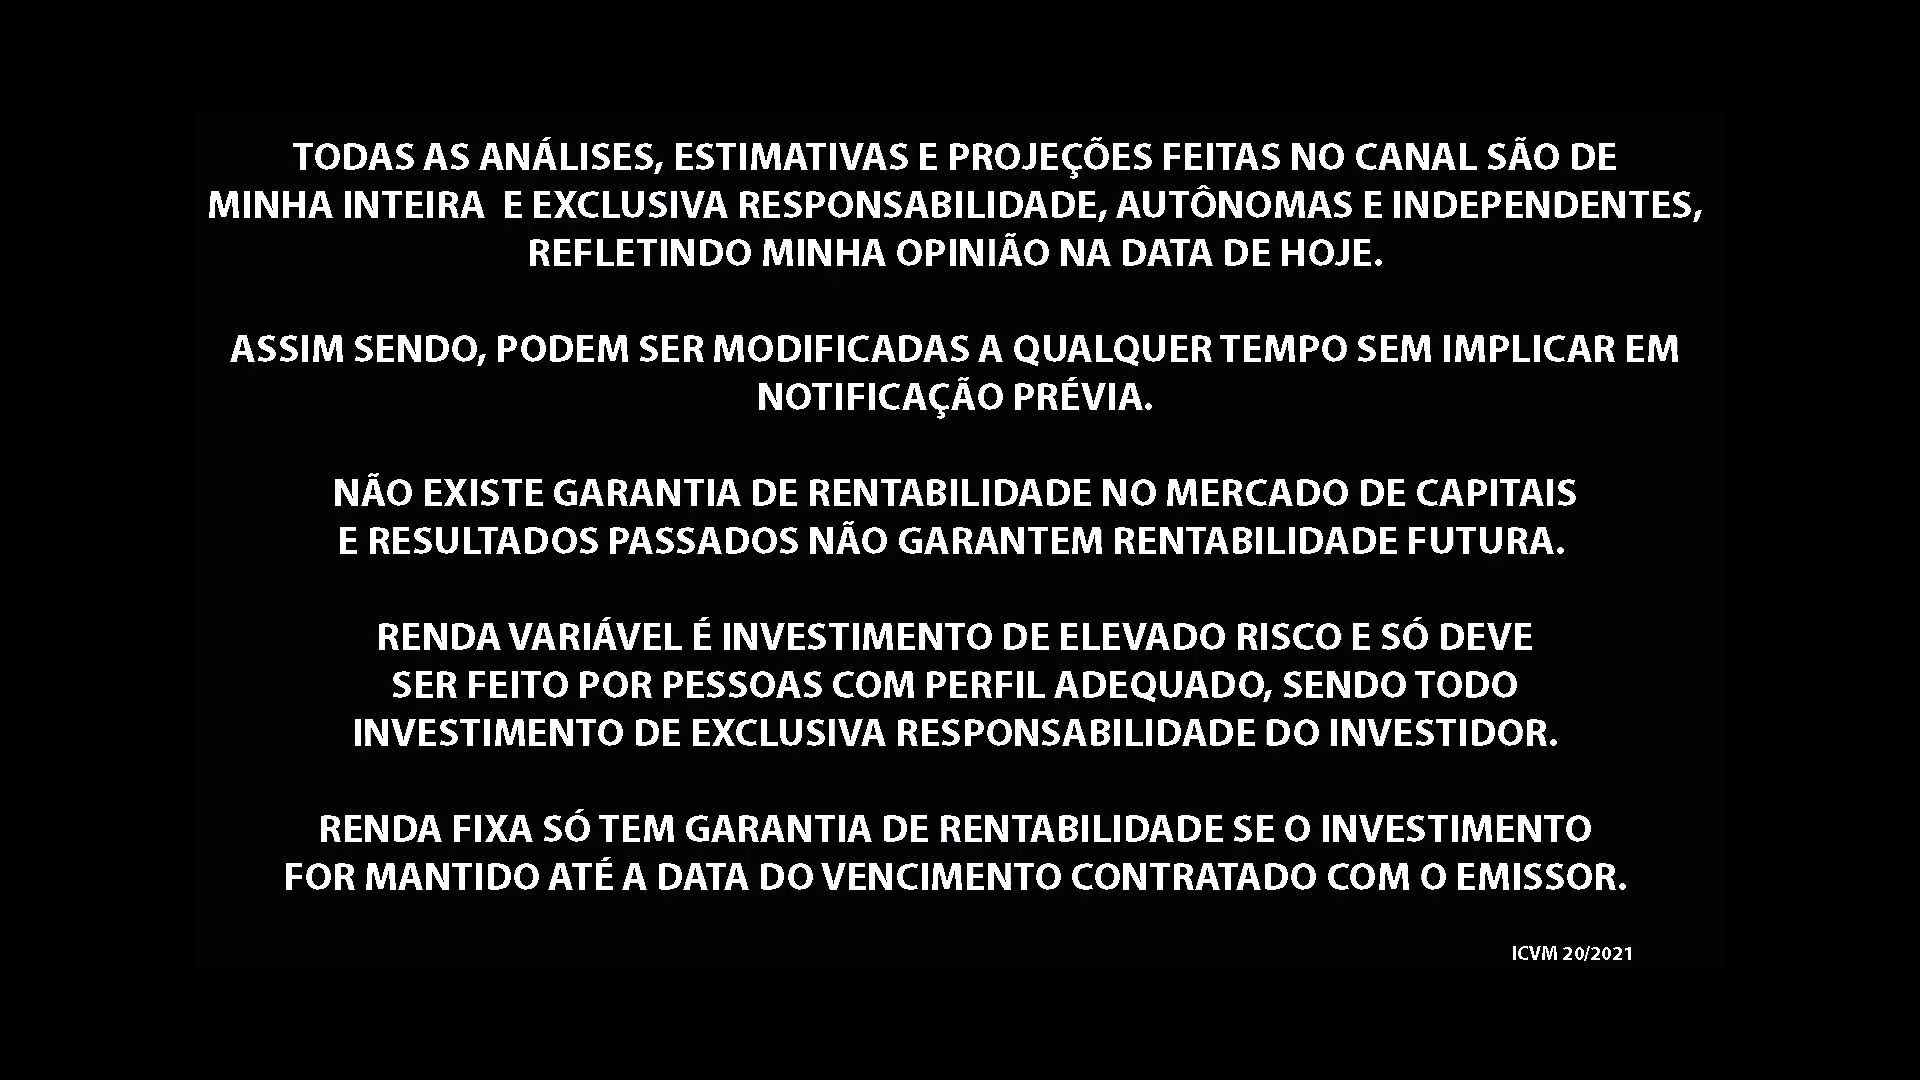 TODAS AS ANÁLISES, ESTIMATIVAS E PROJEÇÕES FEITAS NO CANAL SÃO DE
MINHA INTEIRA E EXCLUSIVA RESPONSABILIDADE, AUTÔNOMAS E INDEPENDENTES,
REFLETINDO MINHA OPINIÃO NA DATA DE HOJE.
ASSIM SENDO, PODEM SER MODIFICADAS A QUALQUER TEMPO SEM IMPLICAR EM
NOTIFICAÇÃO PRÉVIA.
NÃO EXISTE GARANTIA DE RENTABILIDADE NO MERCADO DE CAPITAIS
E RESULTADOS PASSADOS NÃO GARANTEM RENTABILIDADE FUTURA.
RENDA VARIÁVEL É INVESTIMENTO DE ELEVADO RISCO E SÓ DEVE
SER FEITO POR PESSOAS COM PERFIL ADEQUADO, SENDO TODO
INVESTIMENTO DE EXCLUSIVA RESPONSABILIDADE DO INVESTIDOR.
RENDA FIXA SÓ TEM GARANTIA DE RENTABILIDADE SE O INVESTIMENTO
FOR MANTIDO ATÉ A DATA DO VENCIMENTO CONTRATADO COM O EMISSOR.
ICVM 20/2021